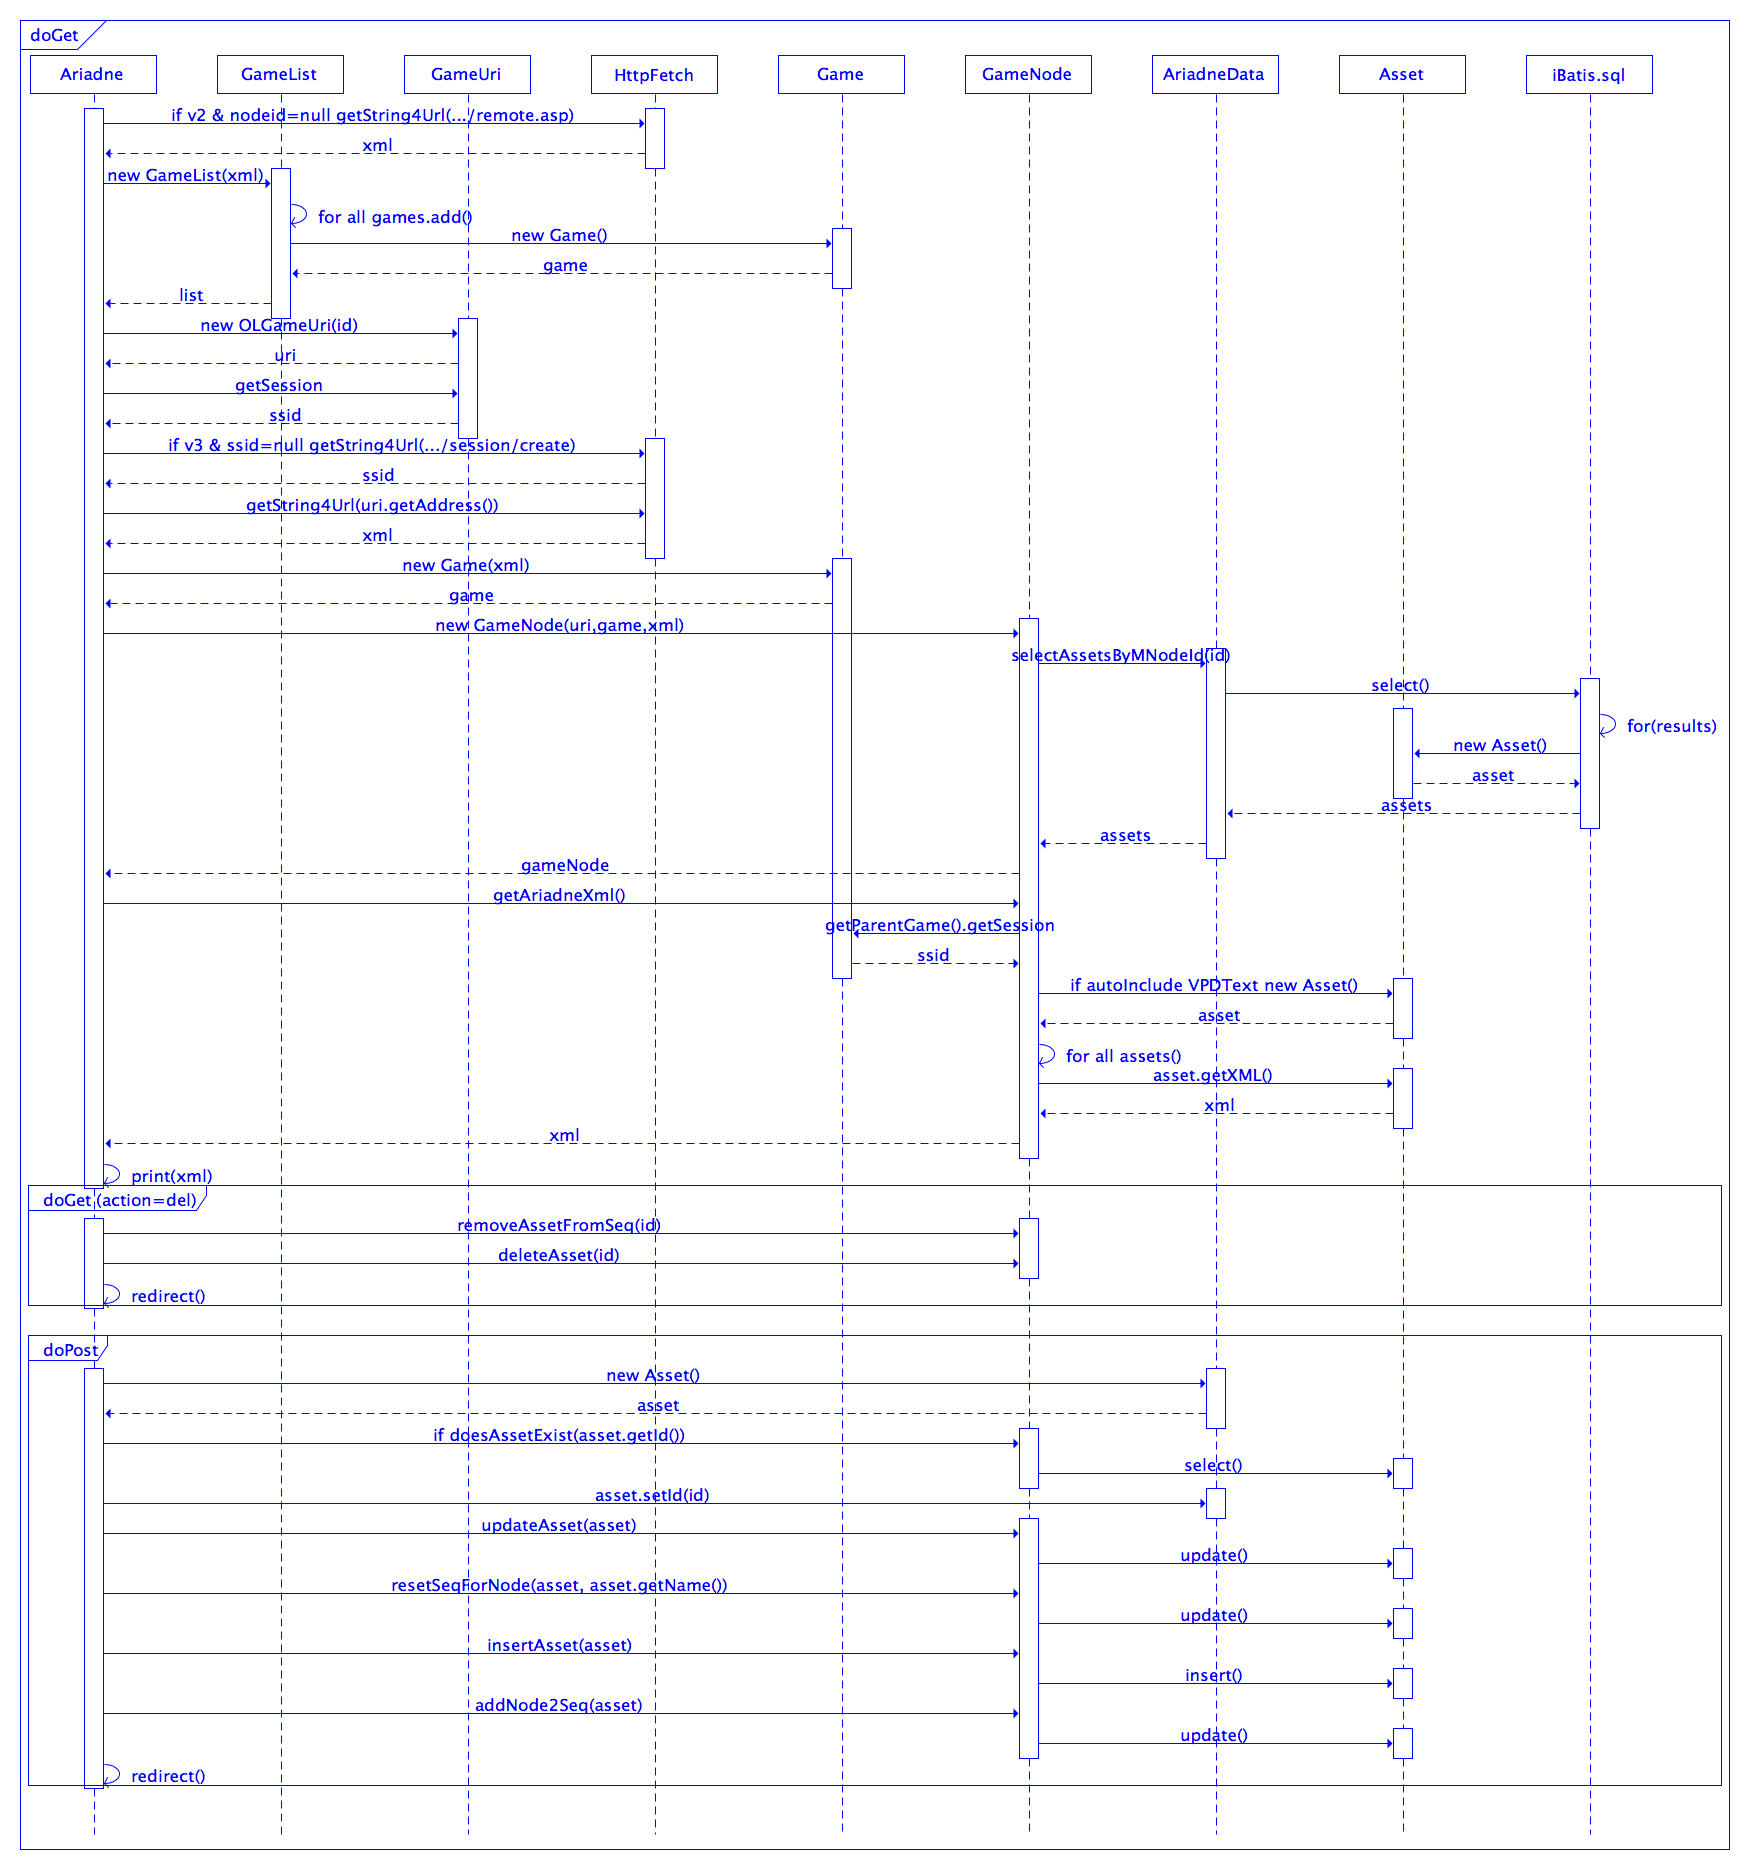 doGet
Ariadne
GameList
GameUri
HttpFetch
Game
GameNode
AriadneData
Asset
iBatis.sql
if v2 & nodeid=null getString4Url(.../remote.asp)
xml
new GameList(xml)
for all games.add()
new Game()
game
list
new OLGameUri(id)
uri
getSession
ssid
if v3 & ssid=null getString4Url(.../session/create)
ssid
getString4Url(uri.getAddress())
xml
new Game(xml)
game
new GameNode(uri,game,xml)
selectAssetsByMNodeId(id)
select()
for(results)
new Asset()
asset
assets
assets
gameNode
getAriadneXml()
getParentGame().getSession
ssid
if autoInclude VPDText new Asset()
asset
for all assets()
asset.getXML()
xml
xml
print(xml)
doGet (action=del)
removeAssetFromSeq(id)
deleteAsset(id)
redirect()
doPost
new Asset()
asset
if doesAssetExist(asset.getId())
select()
asset.setId(id)
updateAsset(asset)
update()
resetSeqForNode(asset, asset.getName())
update()
insertAsset(asset)
insert()
addNode2Seq(asset)
update()
redirect()